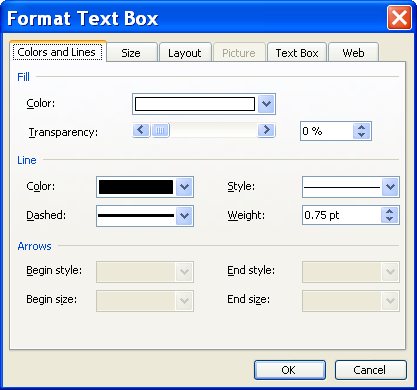 Format Text Box
Colors and Lines Size Layout Picture Text Box Web
Fill
Color:
Transparency: 0 %
Line
Color: Style:
Dashed: Weight: 0.75 pt
Arrows
Begin style: End style:
Begin size: End size:
OK Cancel